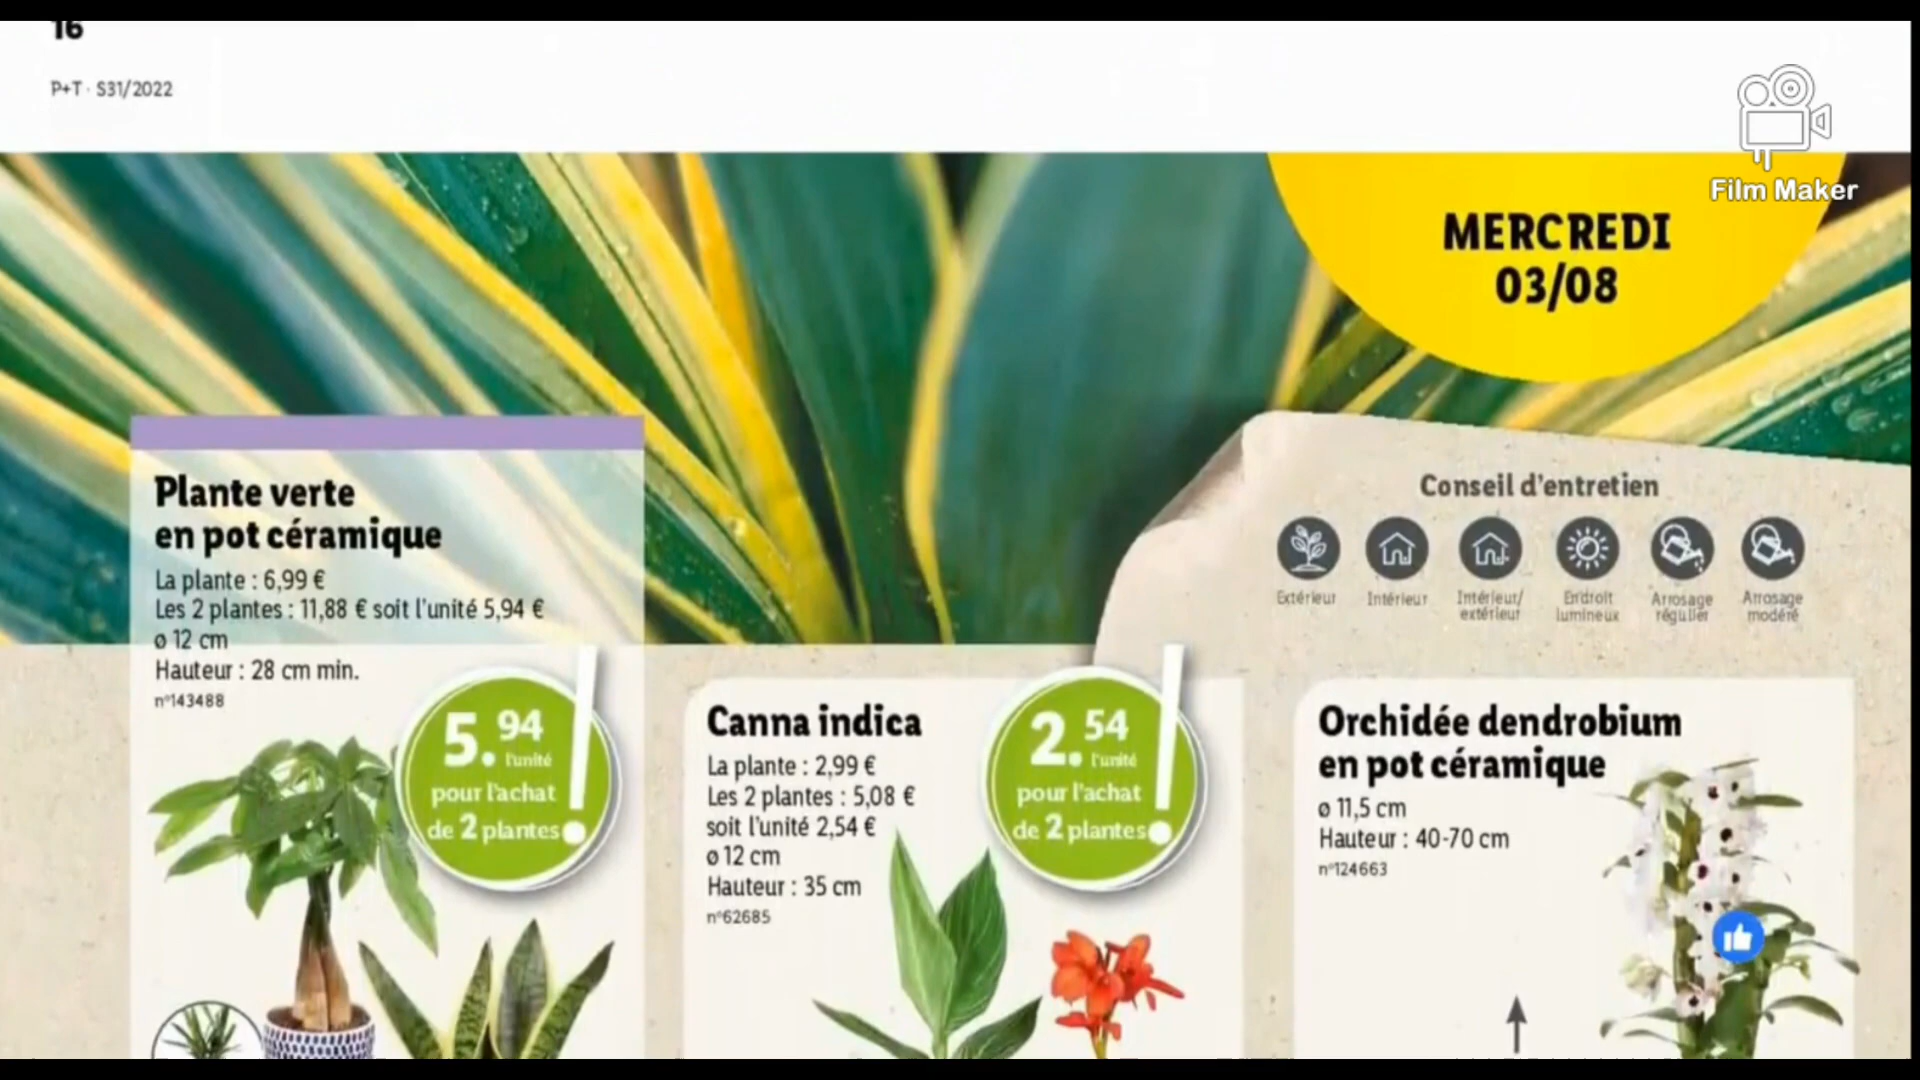 16
P+T · S31/2022
Film Maker
MERCREDI
03/08
Plante verte
en pot céramique
La plante : 6,99 €
Les 2 plantes : 11,88 € soit l'unité 5,94 €
ø 12 cm
Hauteur : 28 cm min.
n°143488
5.94
l'unité
pour l'achat
de 2 plantes
Conseil d'entretien
Extérieur
Intérieur
Intérieur/
extérieur
Endroit
lumineux
Arrosage
régulier
Arrosage
modéré
Canna indica
La plante : 2,99 €
Les 2 plantes : 5,08 €
soit l'unité 2,54 €
ø 12 cm
Hauteur : 35 cm
n°62685
2.54
l'unité
pour l'achat
de 2 plantes
Orchidée dendrobium
en pot céramique
ø 11,5 cm
Hauteur : 40-70 cm
n°124663